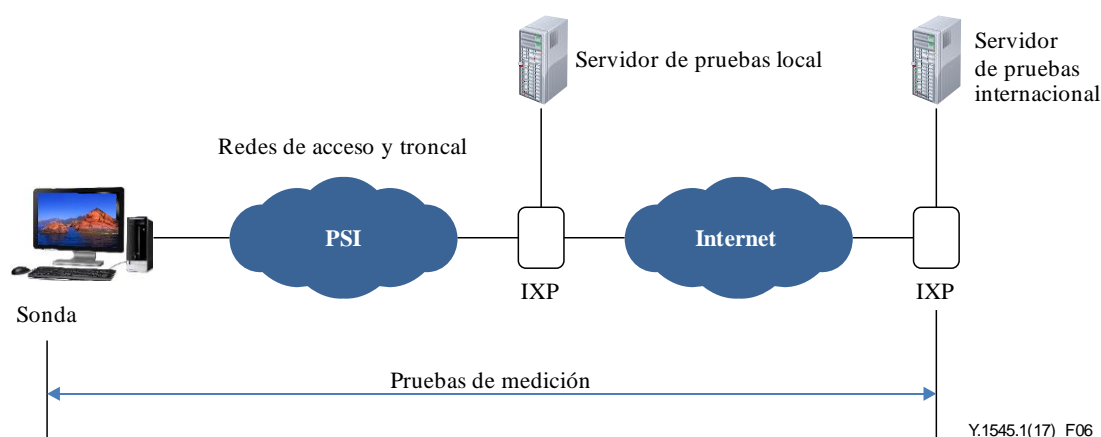 Servidor de pruebas local
Servidor
de pruebas
internacional
Redes de acceso y troncal
PSI
Internet
IXP
IXP
Sonda
Pruebas de medición
Y.1545.1(17)_F06